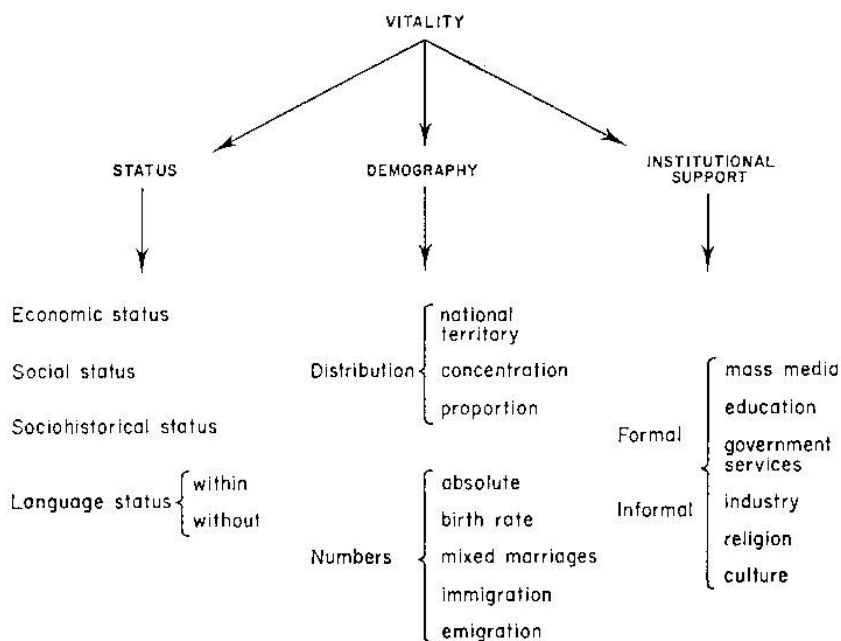 VITALITY
STATUS
DEMOGRAPHY
INSTITUTIONAL
SUPPORT
Economic status
Social status
Sociohistorical status
Language status
within
without
Distribution
national
territory
concentration
proportion
Numbers
absolute
birth rate
mixed marriages
immigration
emigration
Formal
Informal
mass media
education
government
services
industry
religion
culture